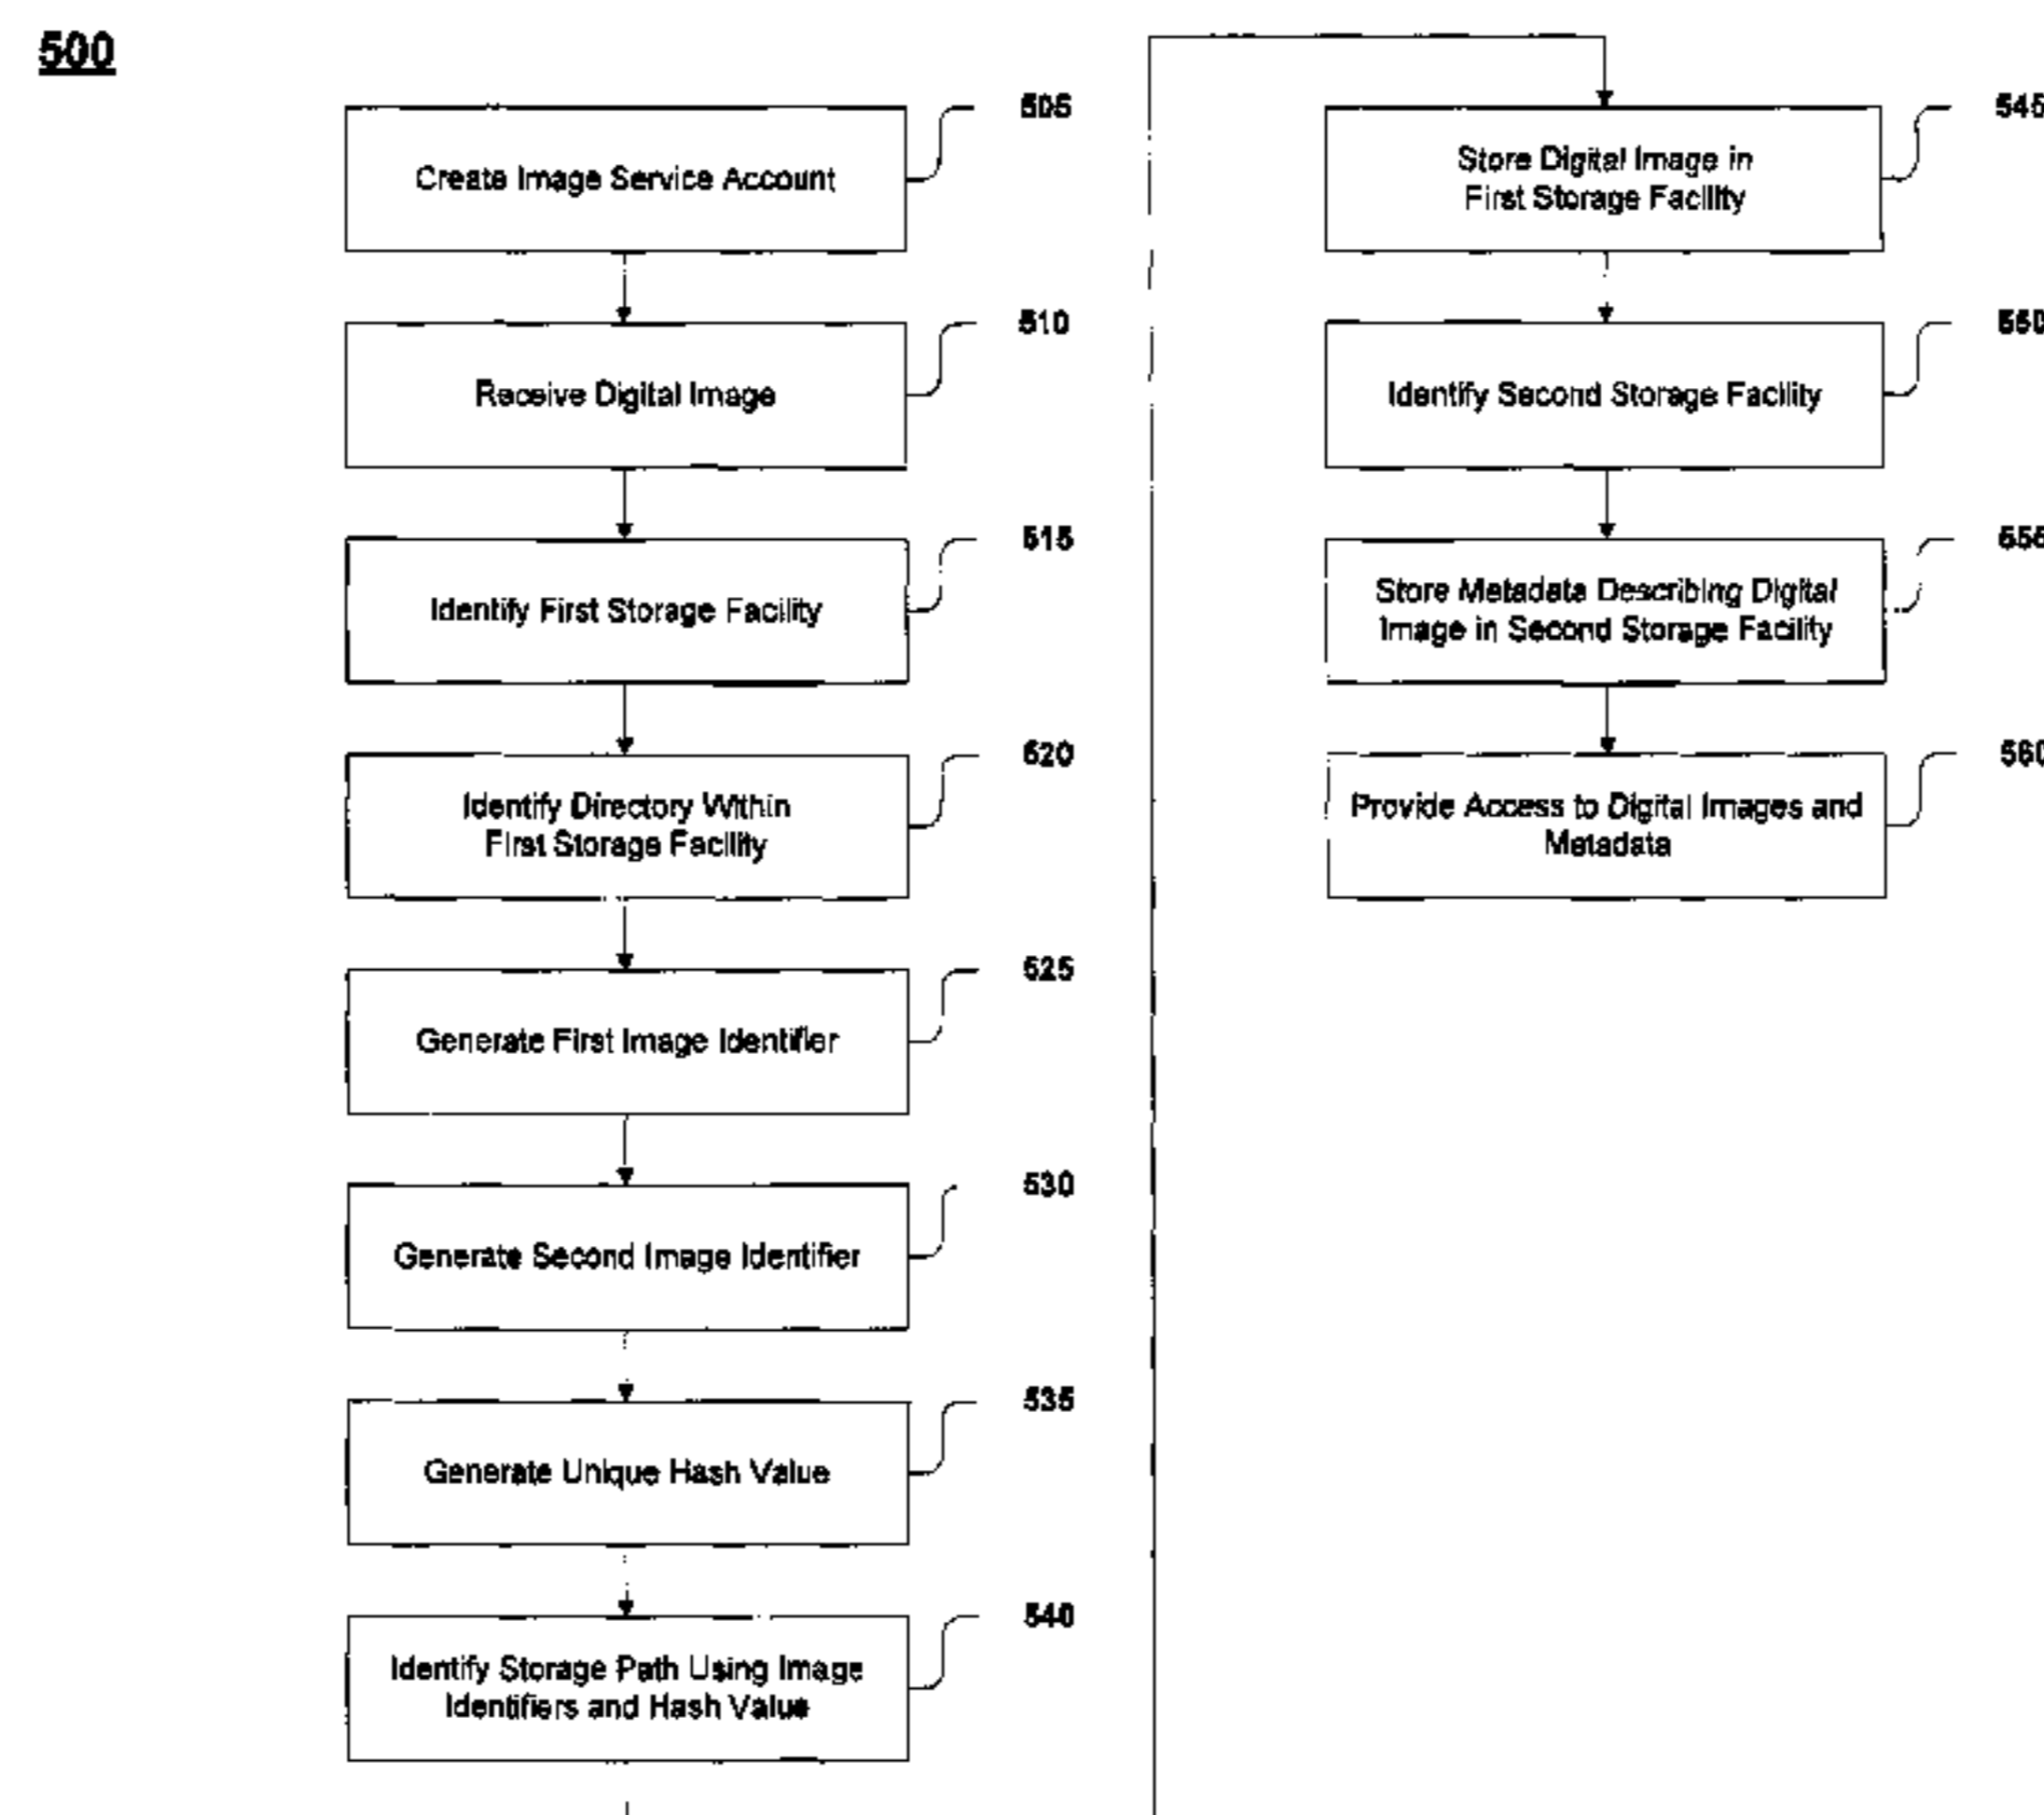 500
505
Create Image Service Account
510
Receive Digital Image
515
Identify First Storage Facility
520
Identify Directory Within
First Storage Facility
525
Generate First Image Identifier
530
Generate Second Image Identifier
535
Generate Unique Hash Value
540
Identify Storage Path Using Image
Identifiers and Hash Value
545
Store Digital Image in
First Storage Facility
550
Identify Second Storage Facility
555
Store Metadata Describing Digital
Image in Second Storage Facility
560
Provide Access to Digital Images and
Metadata